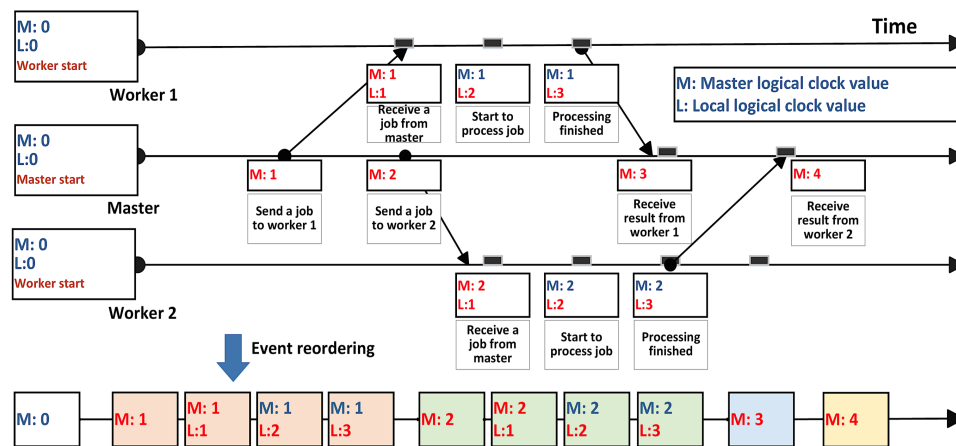 M: 0
L:0
Worker start
Worker 1
Time
M: 1
L:1
Receive a
job from
master
M: 1
L:2
Start to
process job
M: 1
L:3
Processing
finished
M: Master logical clock value
L: Local logical clock value
M: 0
L:0
Master start
Master
M: 1
Send a job
to worker 1
M: 2
Send a job
to worker 2
M: 3
Receive
result from
worker 1
M: 4
Receive
result from
worker 2
M: 0
L:0
Worker start
Worker 2
M: 2
L:1
Receive a
job from
master
M: 2
L:2
Start to
process job
M: 2
L:3
Processing
finished
Event reordering
M: 0
M: 1
M: 1
L:1
M: 1
L:2
M: 1
L:3
M: 2
M: 2
L:1
M: 2
L:2
M: 2
L:3
M: 3
M: 4